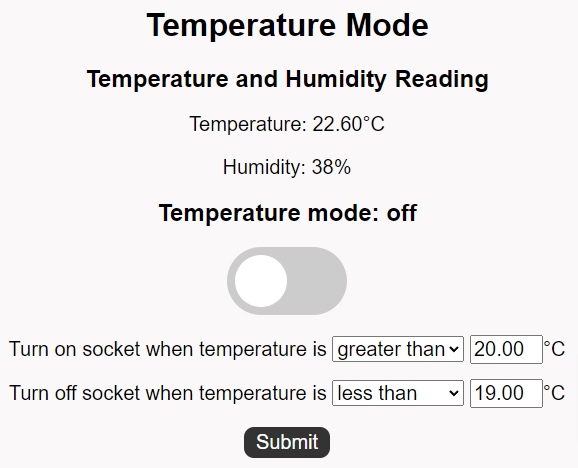 Temperature Mode
Temperature and Humidity Reading
Temperature: 22.60°C
Humidity: 38%
Temperature mode: off
Turn on socket when temperature is greater than 20.00 °C
Turn off socket when temperature is less than 19.00 °C
Submit